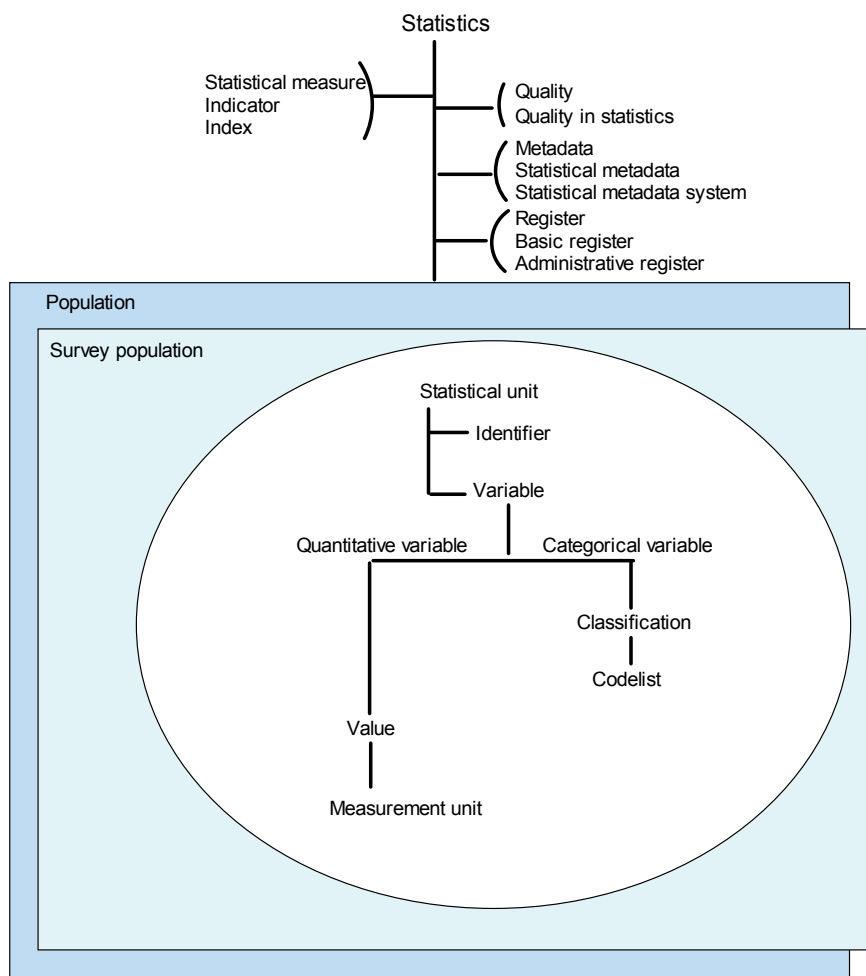 Statistics
Statistical measure
Indicator
Index
Quality
Quality in statistics
Metadata
Statistical metadata
Statistical metadata system
Register
Basic register
Administrative register
Population
Survey population
Statistical unit
Identifier
Variable
Quantitative variable
Categorical variable
Classification
Codelist
Value
Measurement unit